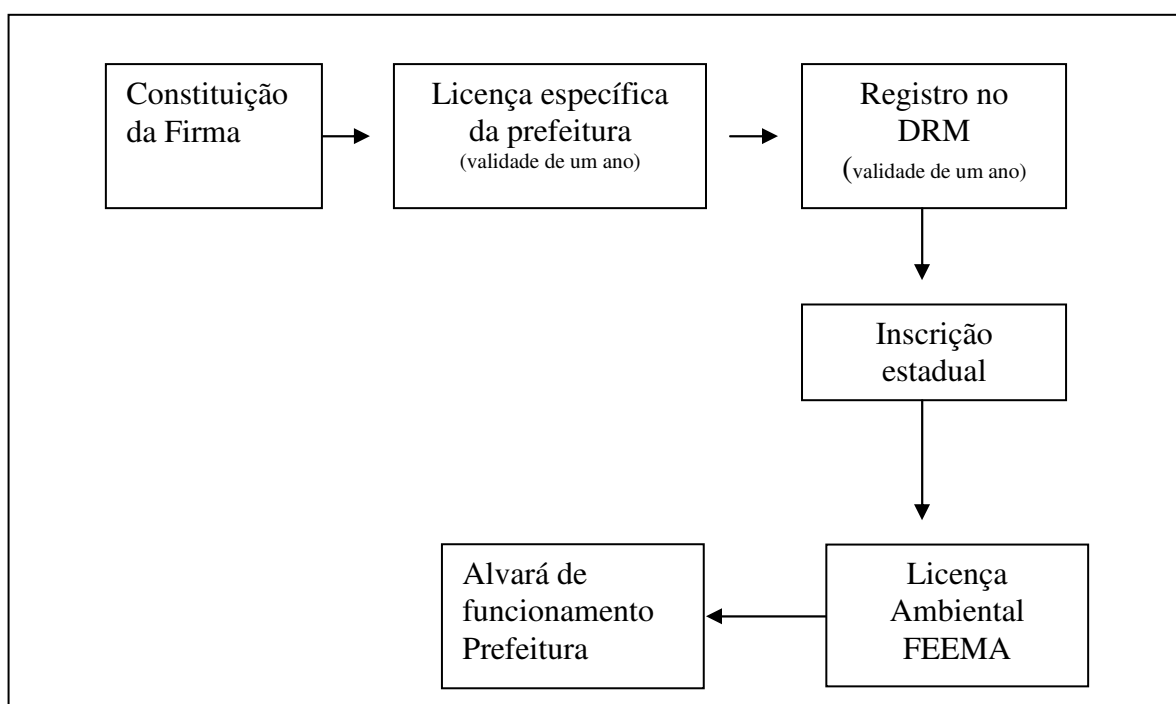 Constituição
da Firma
Licença específica
da prefeitura
(validade de um ano)
Registro no
DRM
(validade de um ano)
Inscrição
estadual
Licença
Ambiental
FEEMA
Alvará de
funcionamento
Prefeitura